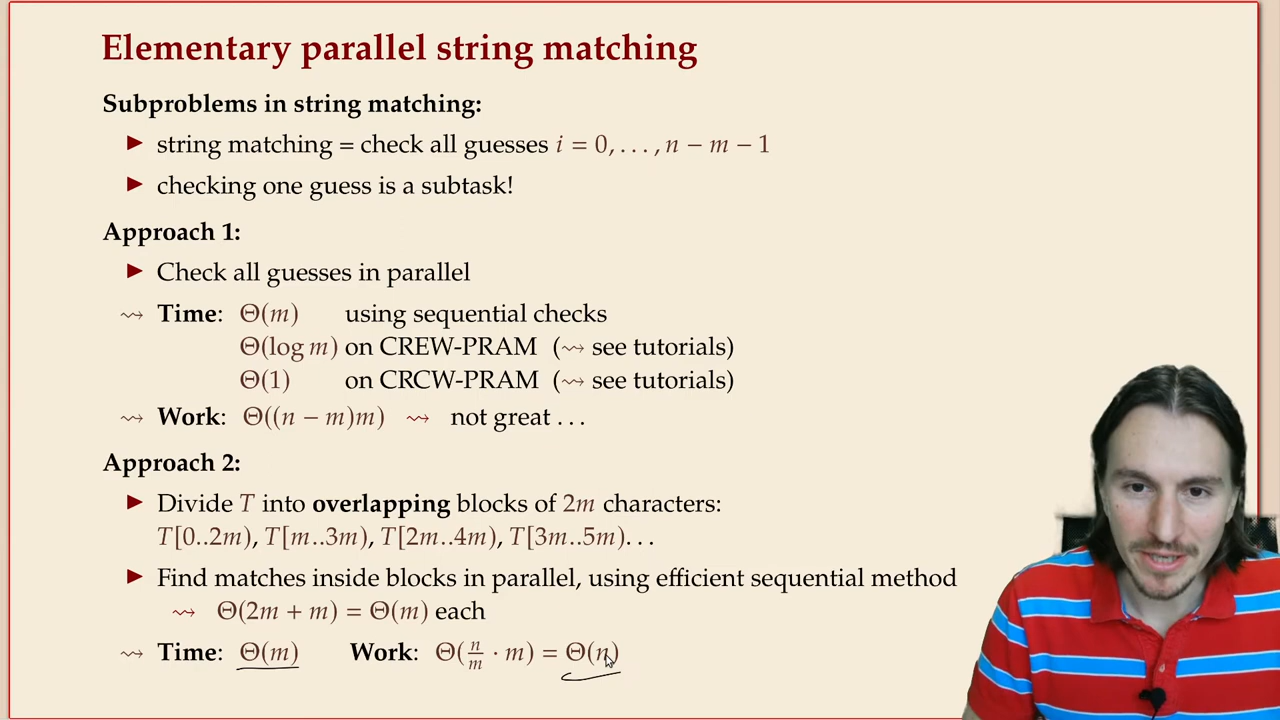 Elementary parallel string matching
Subproblems in string matching:
▶ string matching = check all guesses i = 0, . . . , n − m − 1
▶ checking one guess is a subtask!
Approach 1:
▶ Check all guesses in parallel
⇝ Time: Θ(m) using sequential checks
Θ(log m) on CREW-PRAM (⇝ see tutorials)
Θ(1) on CRCW-PRAM (⇝ see tutorials)
⇝ Work: Θ((n − m)m) ⇝ not great . . .
Approach 2:
▶ Divide T into overlapping blocks of 2m characters:
T[0..2m), T[m..3m), T[2m..4m), T[3m..5m). . .
▶ Find matches inside blocks in parallel, using efficient sequential method
⇝ Θ(2m + m) = Θ(m) each
⇝ Time: Θ(m) Work: Θ(n/m · m) = Θ(n)